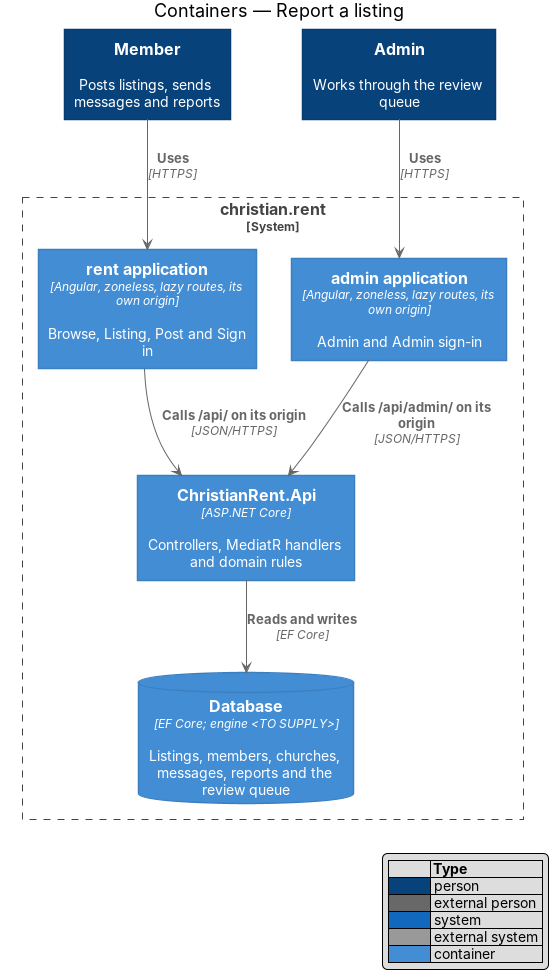 Containers — Report a listing
Member
Posts listings, sends
messages and reports
Admin
Works through the review
queue
Uses
[HTTPS]
Uses
[HTTPS]
christian.rent
[System]
rent application
[Angular, zoneless, lazy routes, its
own origin]
Browse, Listing, Post and Sign
in
admin application
[Angular, zoneless, lazy routes, its
own origin]
Admin and Admin sign-in
Calls /api/ on its origin
[JSON/HTTPS]
Calls /api/admin/ on its
origin
[JSON/HTTPS]
ChristianRent.Api
[ASP.NET Core]
Controllers, MediatR handlers
and domain rules
Reads and writes
[EF Core]
Database
[EF Core; engine <TO SUPPLY>]
Listings, members, churches,
messages, reports and the
review queue
Type
person
external person
system
external system
container